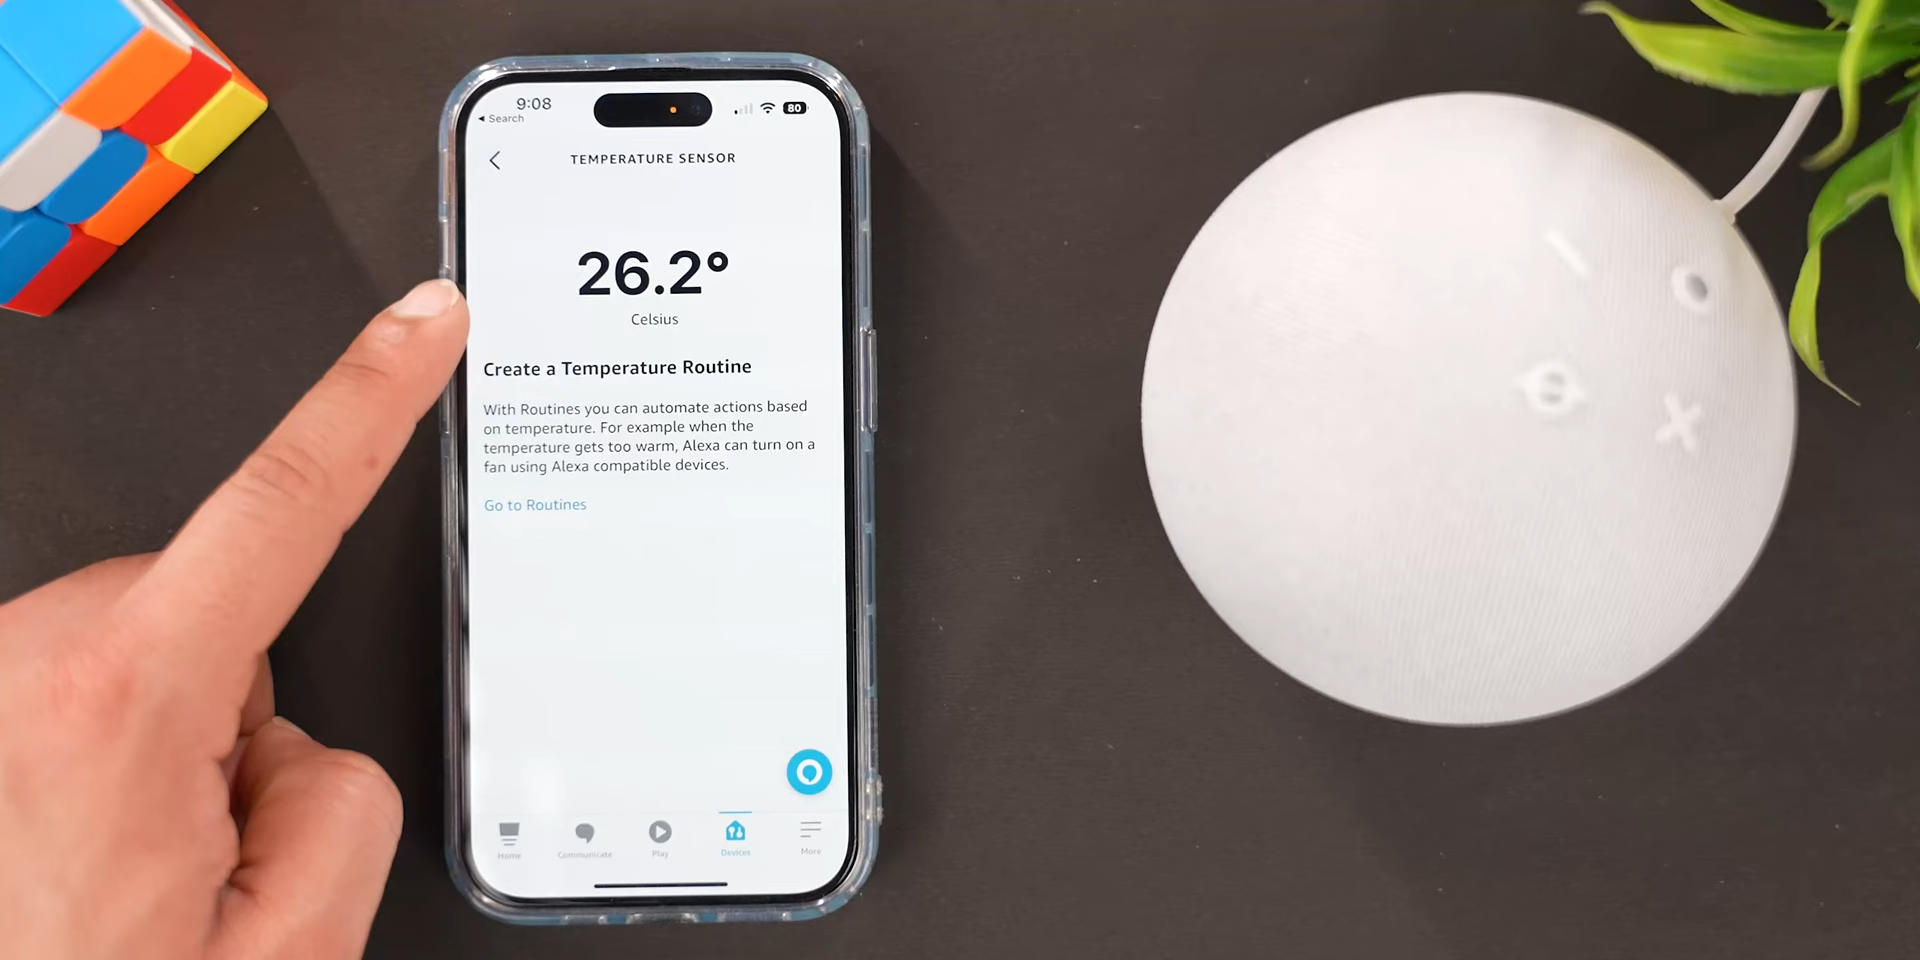 9:08
80
◂ Search
TEMPERATURE SENSOR
26.2°
Celsius
Create a Temperature Routine
With Routines you can automate actions based
on temperature. For example when the
temperature gets too warm, Alexa can turn on a
fan using Alexa compatible devices.
Go to Routines
Home Communicate Play Devices More